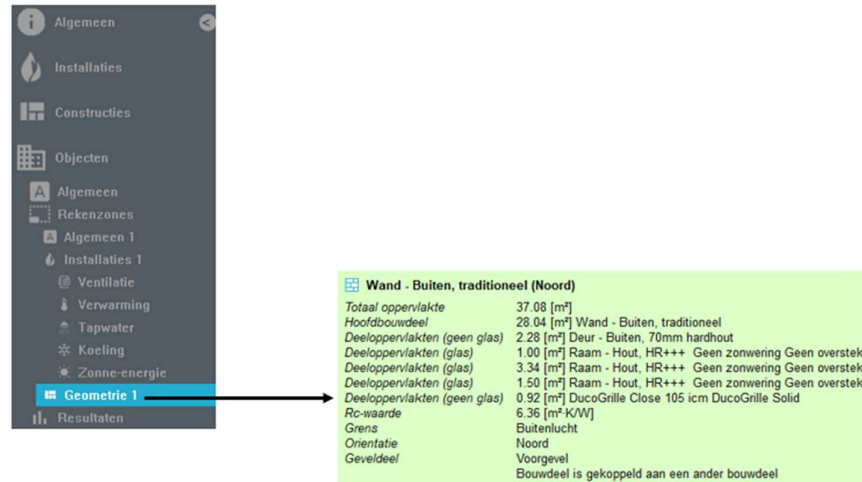 Algemeen
Installaties
Constructies
Objecten
Algemeen
Rekenzones
Algemeen 1
Installaties 1
Ventilatie
Verwarming
Tapwater
Koeling
Zonne-energie
Geometrie 1
Resultaten
Wand - Buiten, traditioneel (Noord)
Totaal oppervlakte 37.08 [m²]
Hoofdbouwdeel 28.04 [m²] Wand - Buiten, traditioneel
Deeloppervlakten (geen glas) 2.28 [m²] Deur - Buiten, 70mm hardhout
Deeloppervlakten (glas) 1.00 [m²] Raam - Hout, HR+++ Geen zonwering Geen overstek
Deeloppervlakten (glas) 3.34 [m²] Raam - Hout, HR+++ Geen zonwering Geen overstek
Deeloppervlakten (glas) 1.50 [m²] Raam - Hout, HR+++ Geen zonwering Geen overstek
Deeloppervlakten (geen glas) 0.92 [m²] DucoGrille Close 105 icm DucoGrille Solid
Rc-waarde 6.36 [m²·K/W]
Grens Buitenlucht
Orientatie Noord
Geveldeel Voorgevel
Bouwdeel is gekoppeld aan een ander bouwdeel